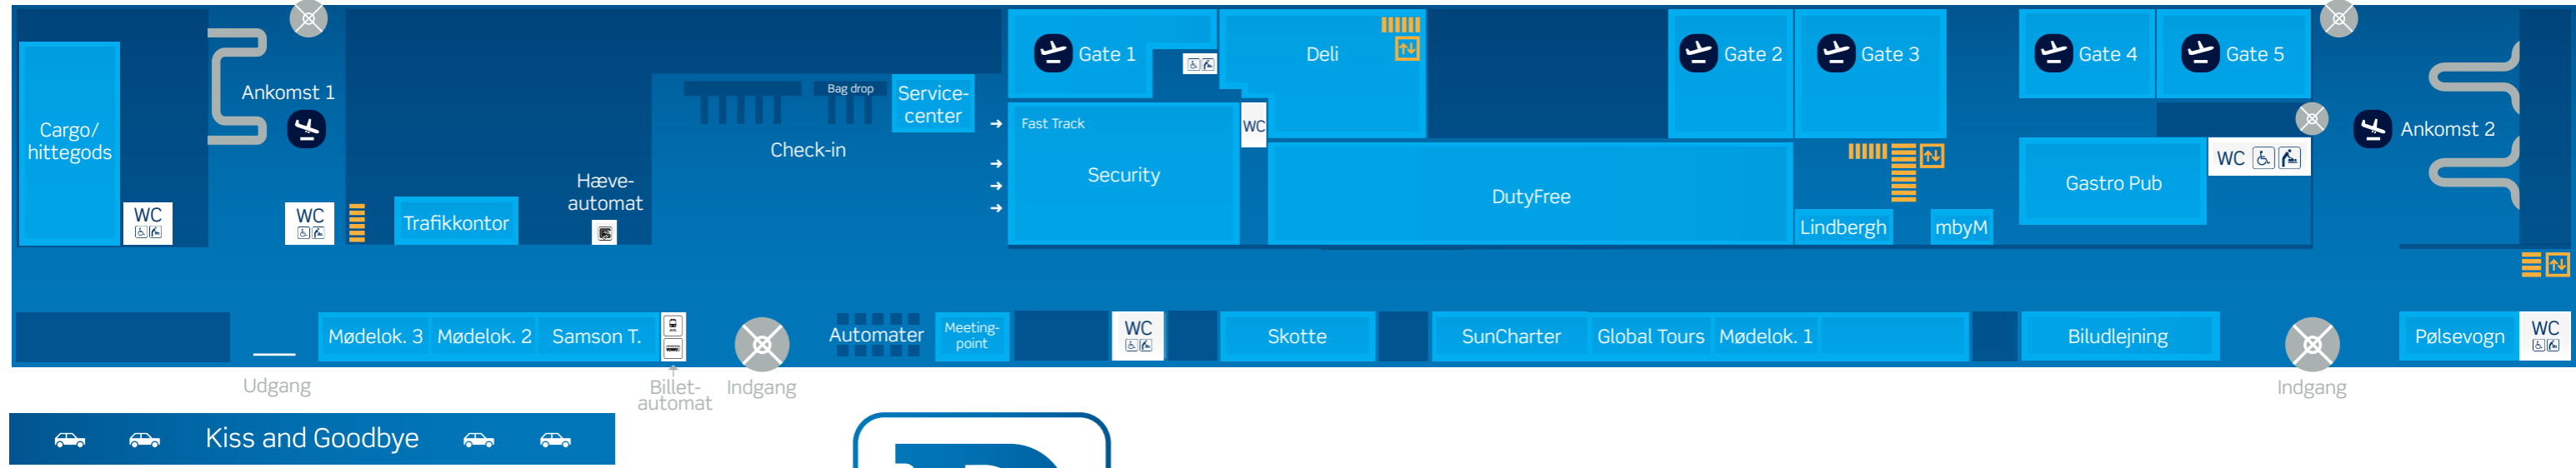 Ankomst 1
Cargo/
hittegods
WC
WC
Trafikkontor
Hæve-
automat
Bag drop
Check-in
Service-
center
Gate 1
Fast Track
Security
WC
Deli
DutyFree
Gate 2
Gate 3
Lindbergh
mbyM
Gate 4
Gate 5
Gastro Pub
WC
Ankomst 2
Mødelok. 3
Mødelok. 2
Samson T.
Automater
Meeting-
point
WC
Skotte
SunCharter
Global Tours
Mødelok. 1
Biludlejning
Pølsevogn
WC
Udgang
Billet-
automat
Indgang
Indgang
Kiss and Goodbye